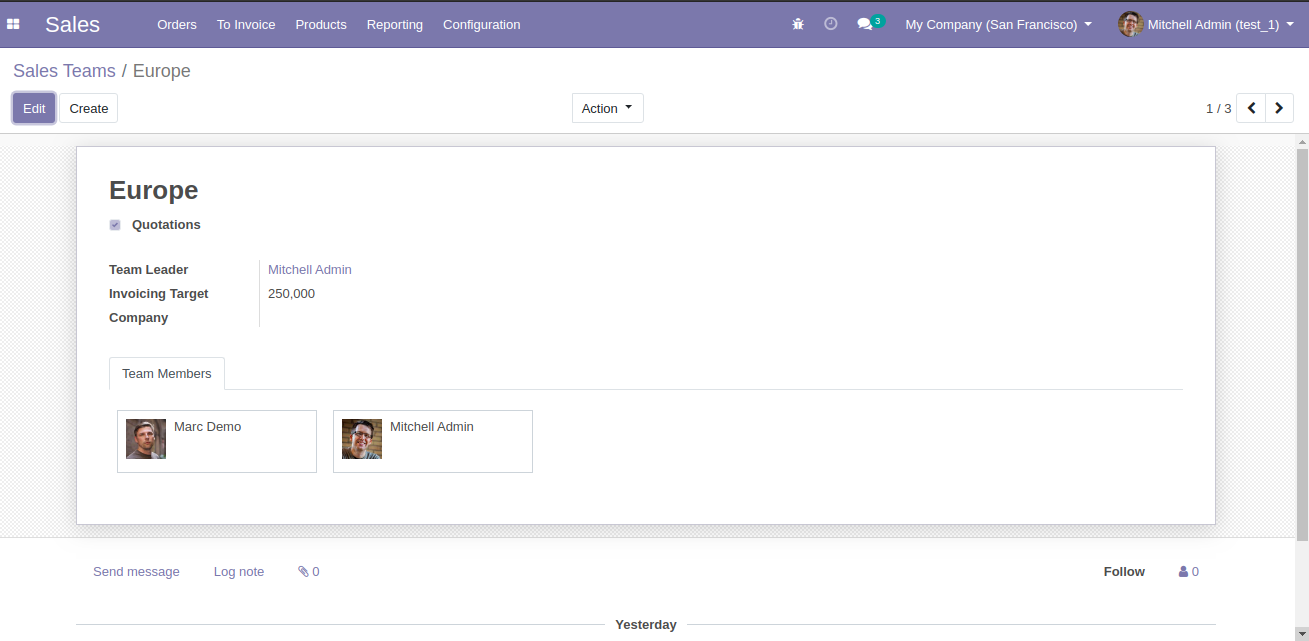 Sales Orders To Invoice Products Reporting Configuration 3 My Company (San Francisco) Mitchell Admin (test_1)
Sales Teams / Europe
Edit Create Action 1 / 3
Europe
Quotations
Team Leader Mitchell Admin
Invoicing Target 250,000
Company
Team Members
Marc Demo Mitchell Admin
Send message Log note 0 Follow 0
Yesterday